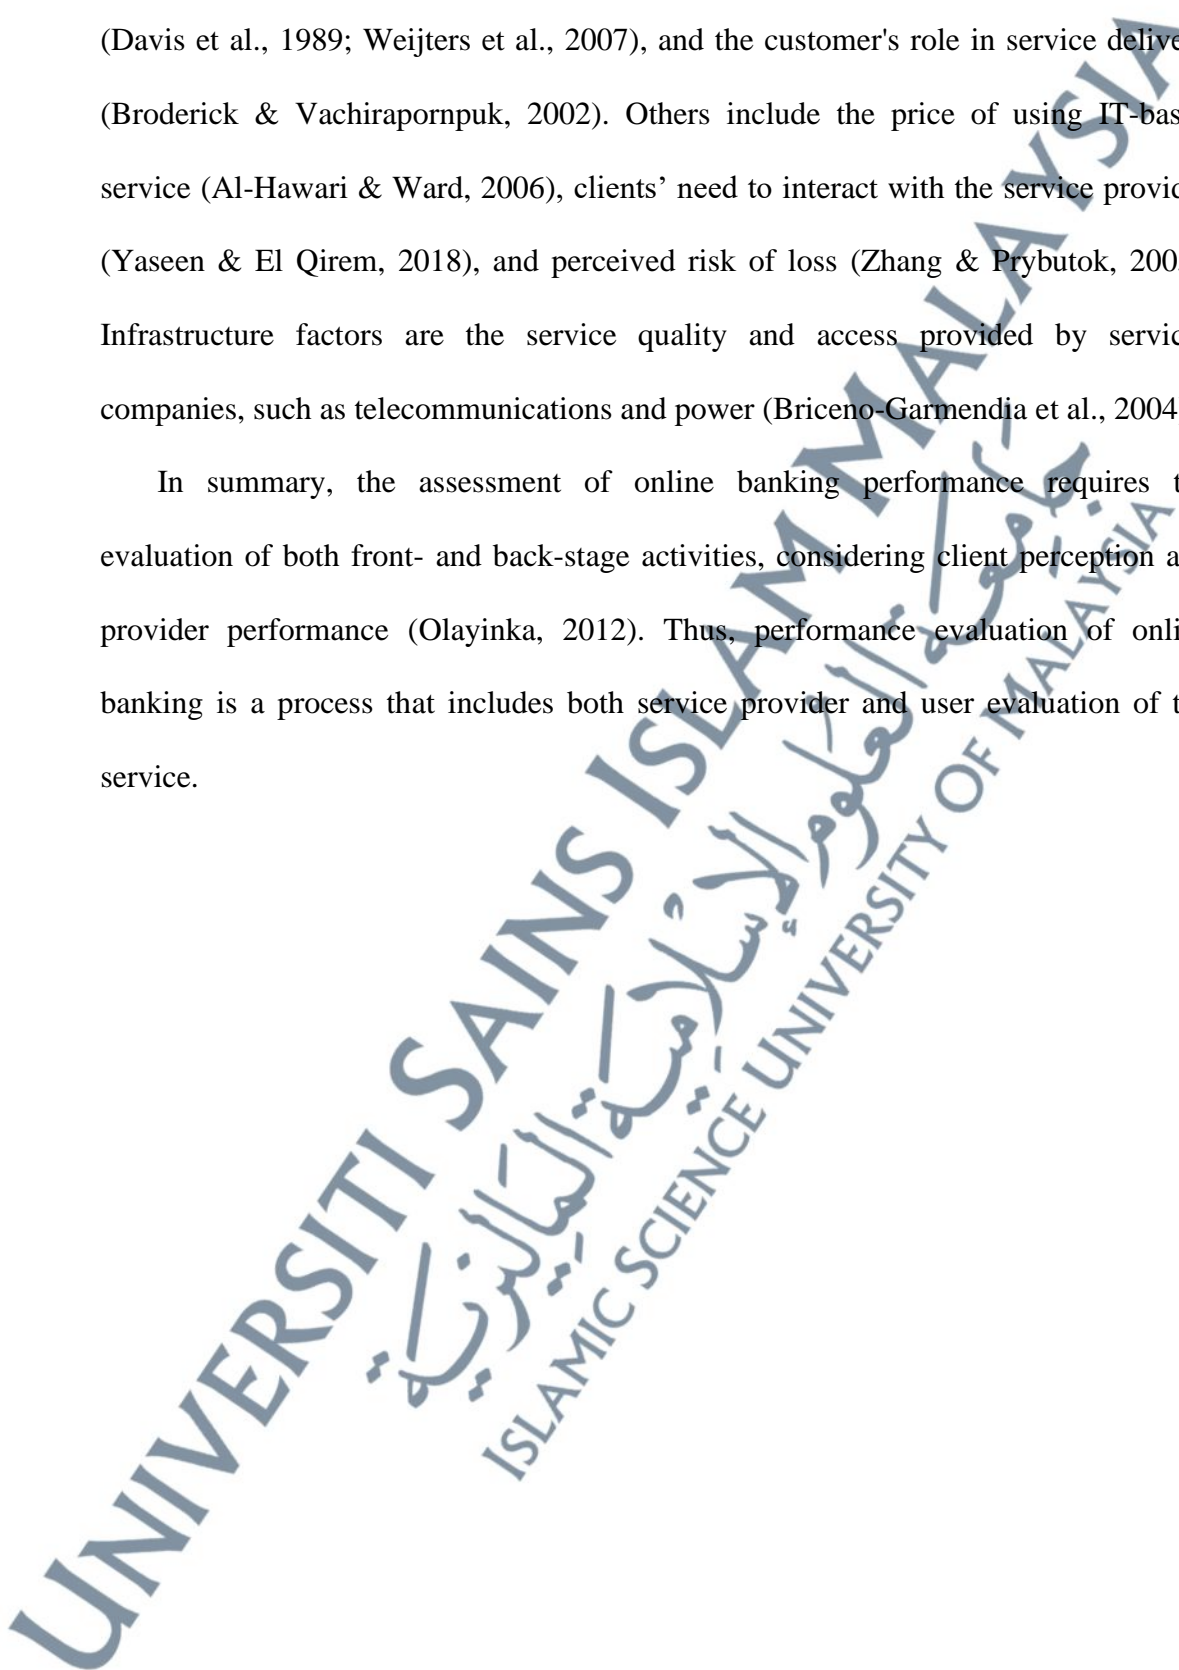 (Davis et al., 1989; Weijters et al., 2007), and the customer's role in service delive
(Broderick & Vachirapornpuk, 2002). Others include the price of using IT-bas
service (Al-Hawari & Ward, 2006), clients’ need to interact with the service provid
(Yaseen & El Qirem, 2018), and perceived risk of loss (Zhang & Prybutok, 200
Infrastructure factors are the service quality and access provided by servic
companies, such as telecommunications and power (Briceno-Garmendia et al., 2004
In summary, the assessment of online banking performance requires t
evaluation of both front- and back-stage activities, considering client perception a
provider performance (Olayinka, 2012). Thus, performance evaluation of onli
banking is a process that includes both service provider and user evaluation of t
service.
UNIVERSITI SAINS ISLAM MALAYSIA
جامعة العلوم الإسلامية الماليزية
ISLAMIC SCIENCE UNIVERSITY OF MALAYSIA